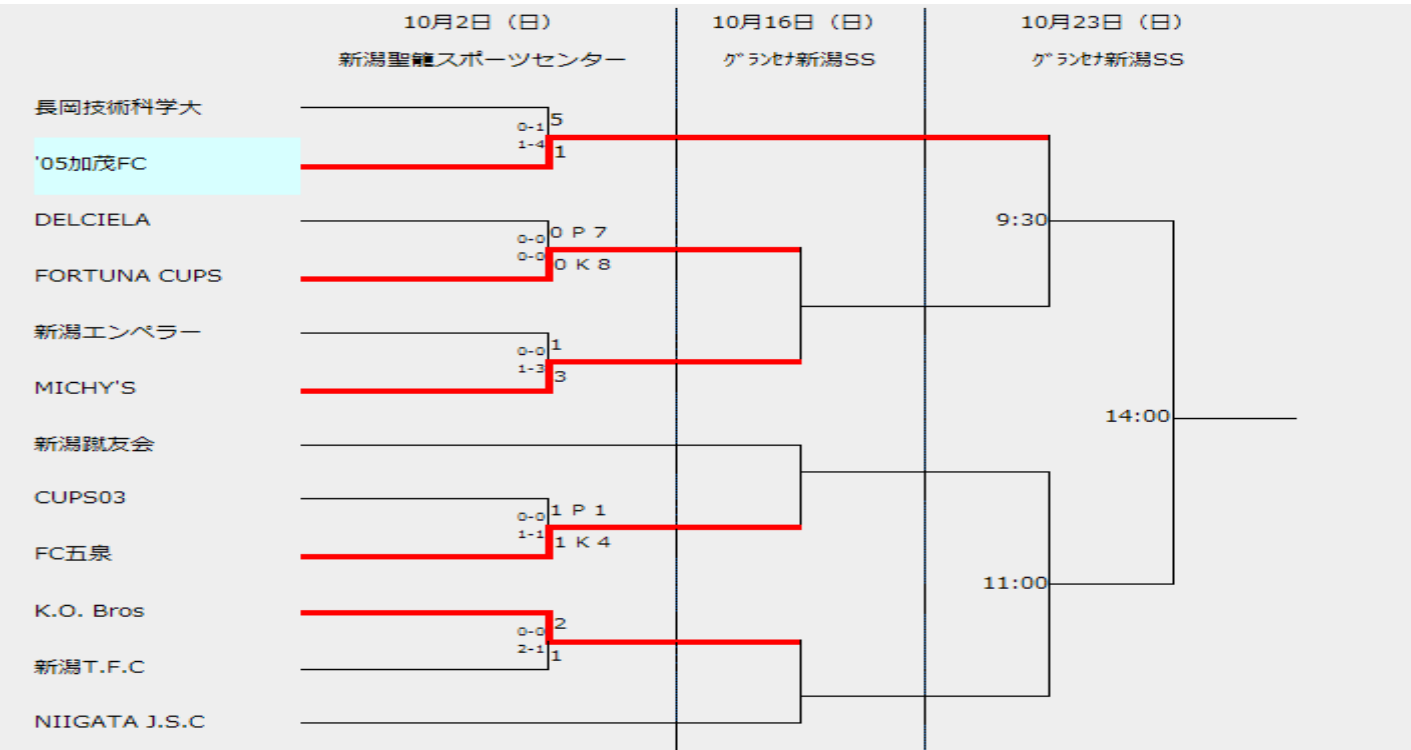 10月2日（日）
10月16日（日）
10月23日（日）
新潟聖籠スポーツセンター
ｸﾞﾗﾝｾﾅ新潟SS
ｸﾞﾗﾝｾﾅ新潟SS
長岡技術科学大
5
0-1
1-4
1
'05加茂FC
DELCIELA
9:30
0 P 7
0-0
0-0
0 K 8
FORTUNA CUPS
新潟エンペラー
1
0-0
1-3
3
MICHY'S
14:00
新潟蹴友会
CUPS03
1 P 1
0-0
1-1
1 K 4
FC五泉
11:00
K.O. Bros
2
0-0
2-1
1
新潟T.F.C
NIIGATA J.S.C